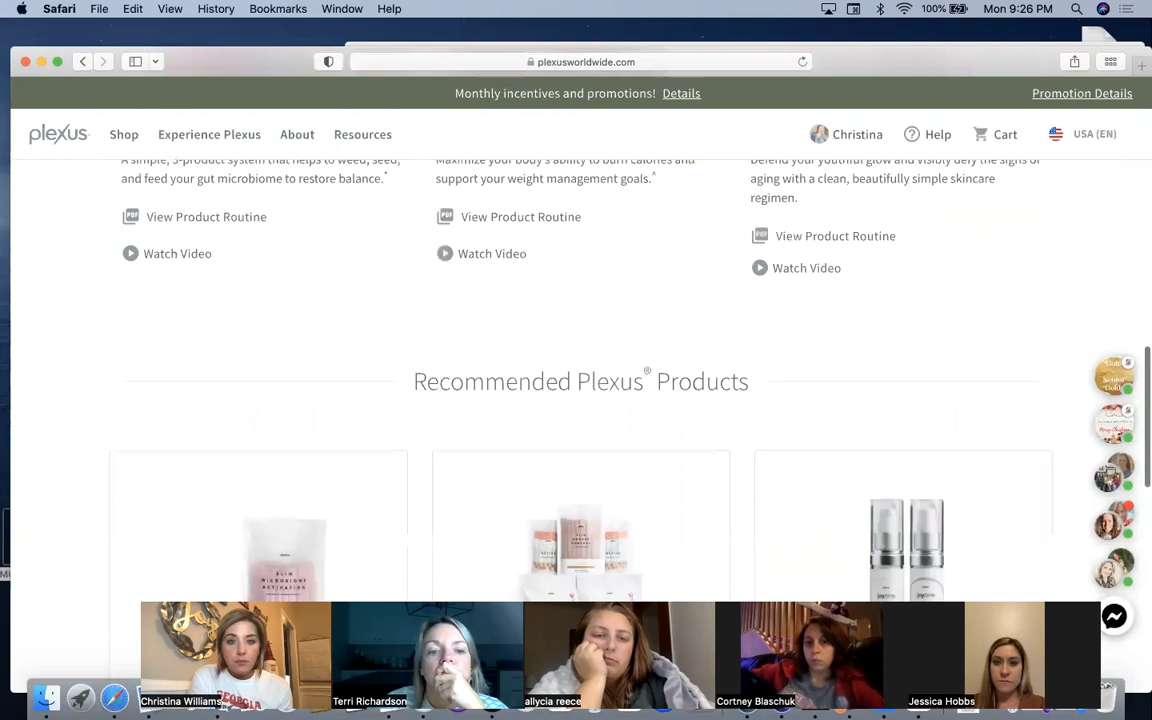 Safari File Edit View History Bookmarks Window Help 100% Mon 9:26 PM
plexusworldwide.com
Monthly incentives and promotions! Details Promotion Details
plexus Shop Experience Plexus About Resources Christina Help Cart USA (EN)
A simple, 3-product system that helps to weed, seed,
and feed your gut microbiome to restore balance.*
View Product Routine
Watch Video
Maximize your body's ability to burn calories and
support your weight management goals.^
View Product Routine
Watch Video
Defend your youthful glow and visibly defy the signs of
aging with a clean, beautifully simple skincare
regimen.
View Product Routine
Watch Video
Recommended Plexus® Products
SLIM
MICROBIOME
ACTIVATING
Christina Williams
Terri Richardson
allycia reece
Cortney Blaschuk
Jessica Hobbs